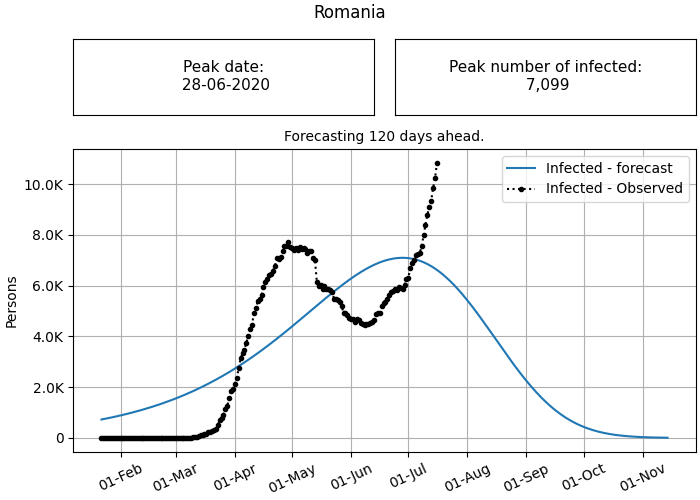 Romania
Peak date:
28-06-2020
Peak number of infected:
7,099
Forecasting 120 days ahead.
Infected - forecast
Infected - Observed
Persons
10.0K
8.0K
6.0K
4.0K
2.0K
0
01-Feb
01-Mar
01-Apr
01-May
01-Jun
01-Jul
01-Aug
01-Sep
01-Oct
01-Nov